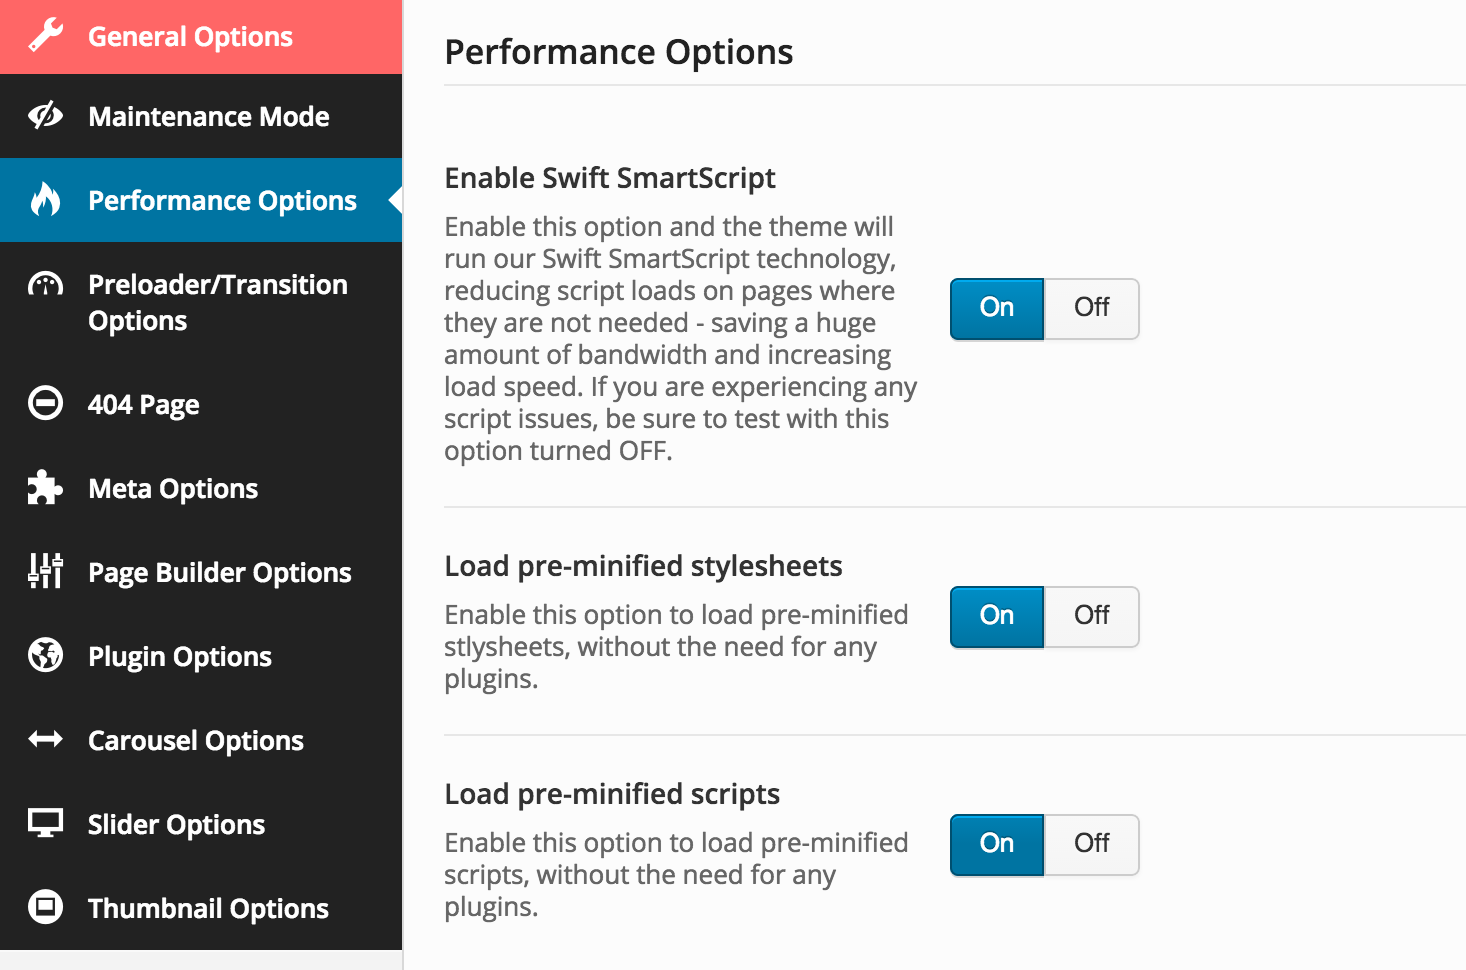 General Options
Maintenance Mode
Performance Options
Preloader/Transition
Options
404 Page
Meta Options
Page Builder Options
Plugin Options
Carousel Options
Slider Options
Thumbnail Options
Performance Options
Enable Swift SmartScript
Enable this option and the theme will
run our Swift SmartScript technology,
reducing script loads on pages where
they are not needed - saving a huge
amount of bandwidth and increasing
load speed. If you are experiencing any
script issues, be sure to test with this
option turned OFF.
On Off
Load pre-minified stylesheets
Enable this option to load pre-minified
stlysheets, without the need for any
plugins.
On Off
Load pre-minified scripts
Enable this option to load pre-minified
scripts, without the need for any
plugins.
On Off